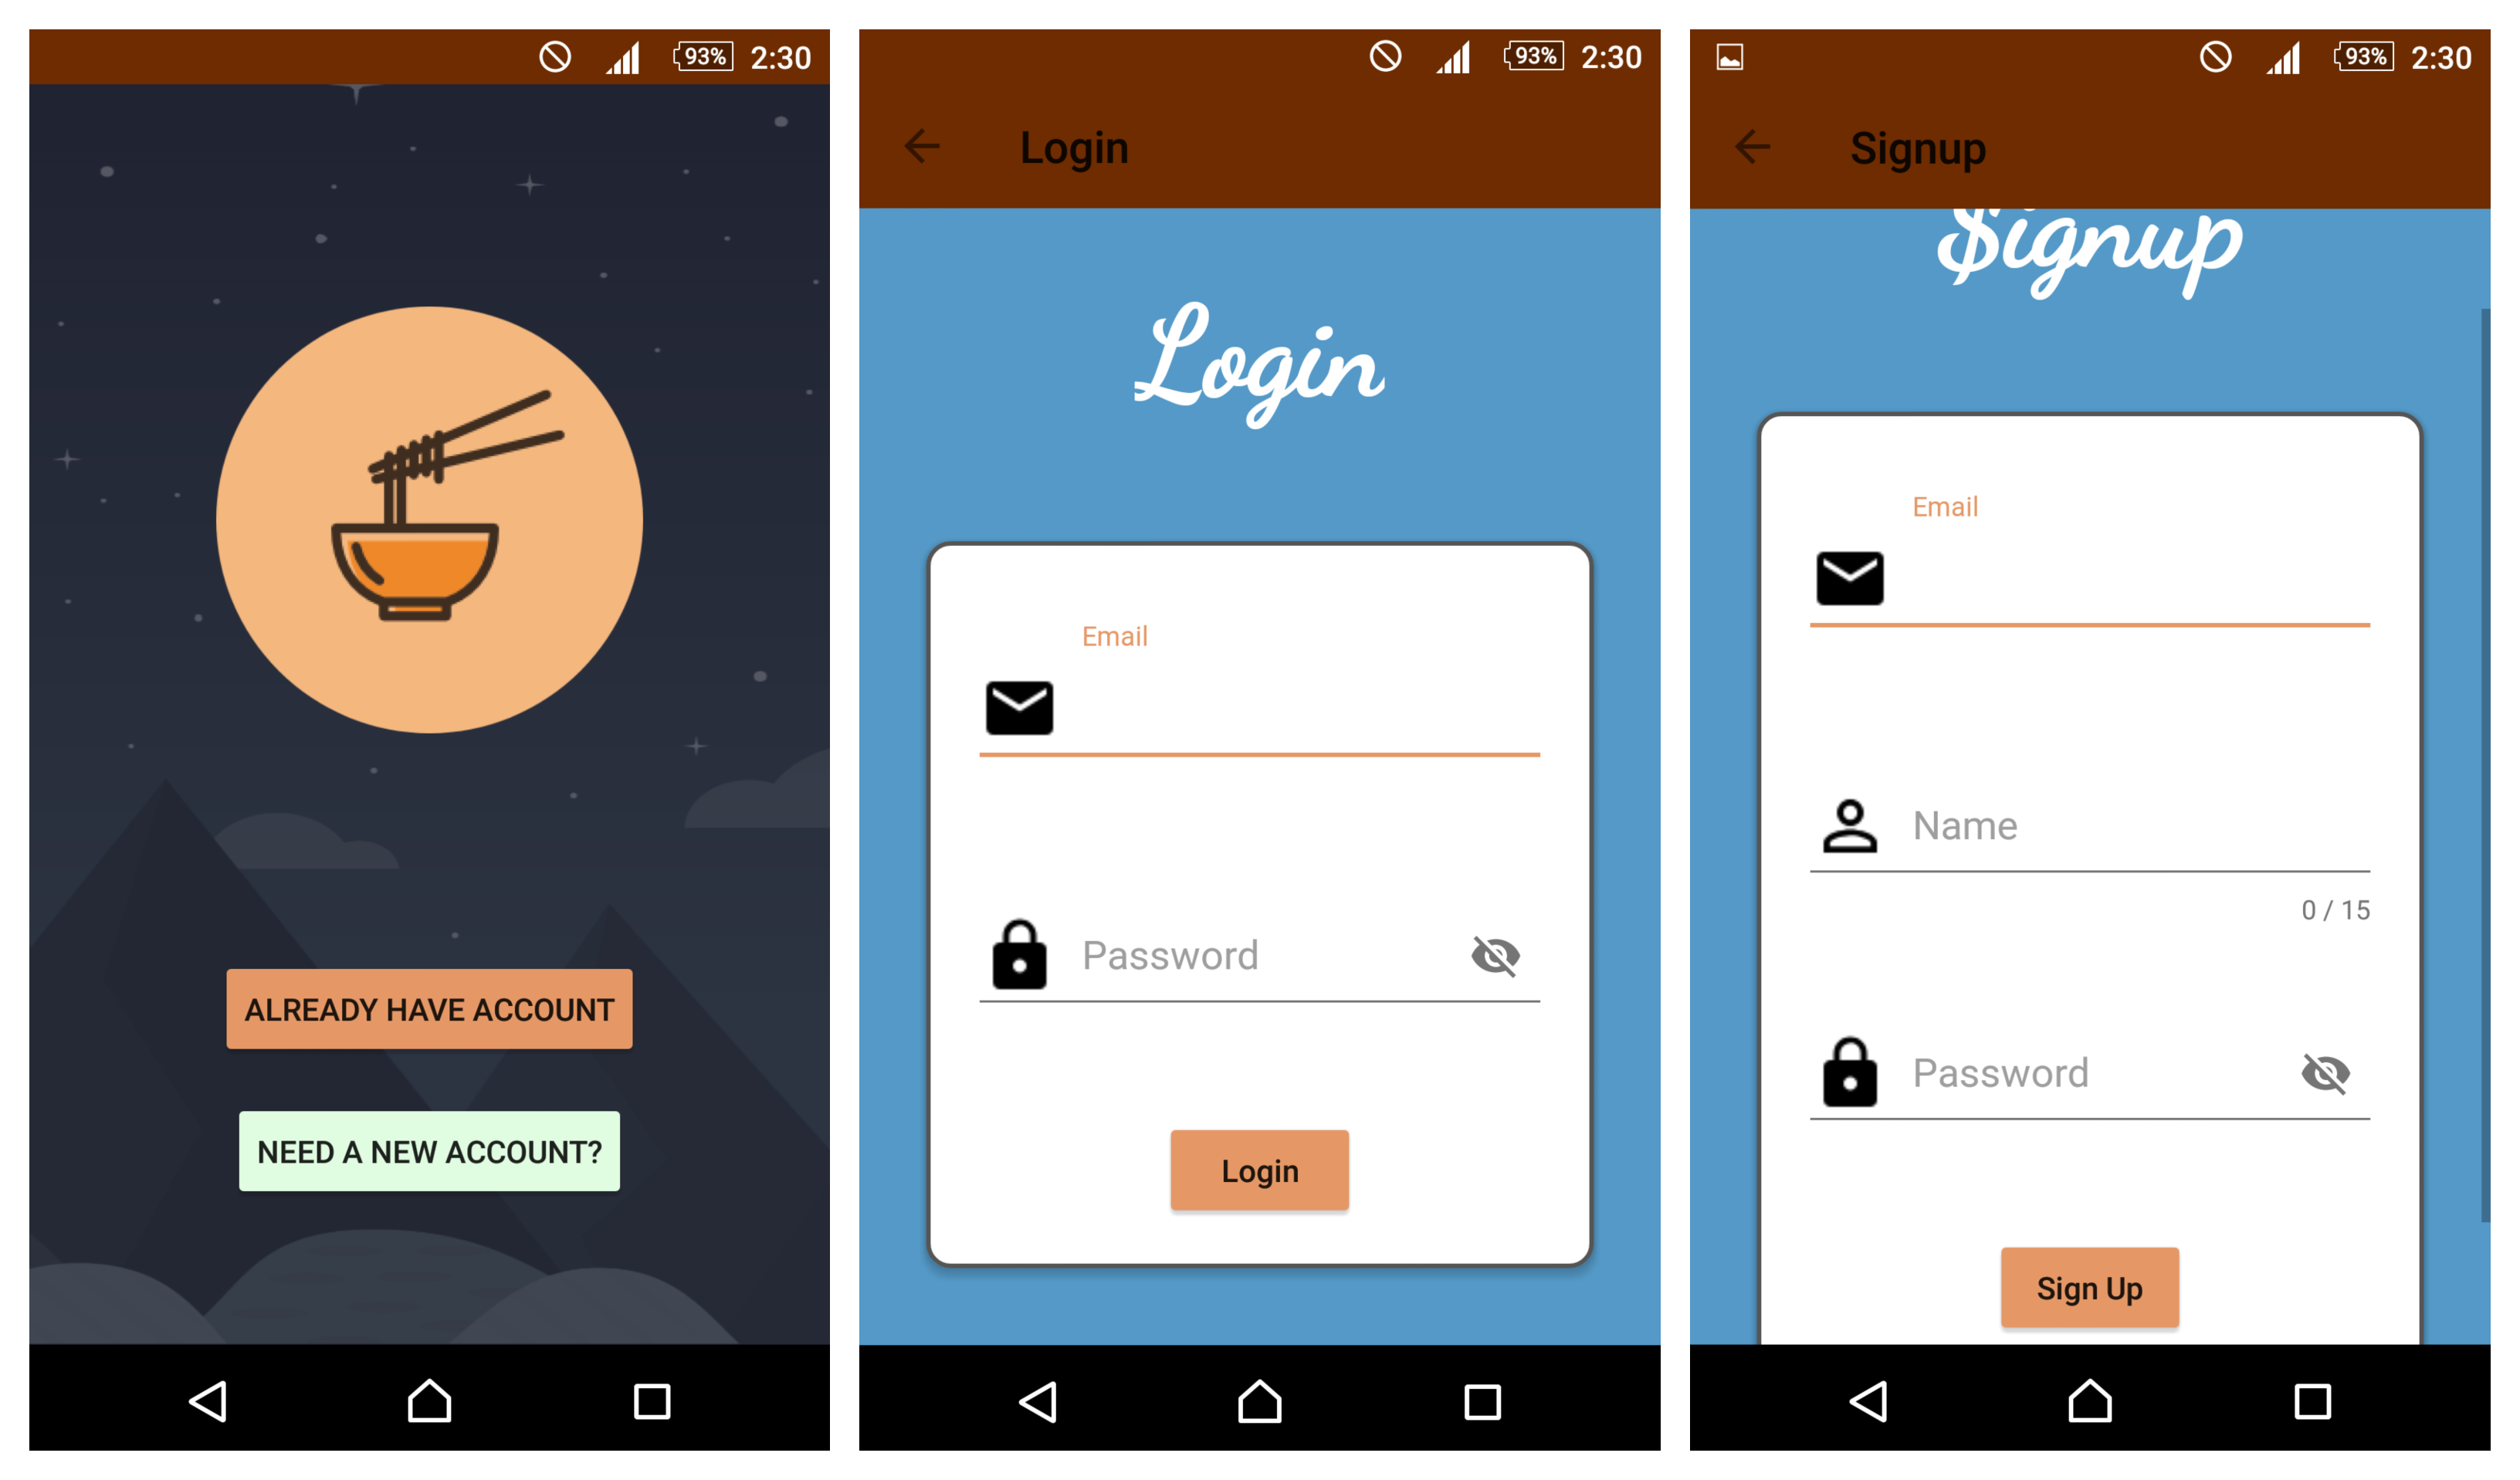 93% 2:30
ALREADY HAVE ACCOUNT
NEED A NEW ACCOUNT?
93% 2:30
Login
Login
Email
Password
Login
93% 2:30
Signup
Signup
Email
Name
0 / 15
Password
Sign Up